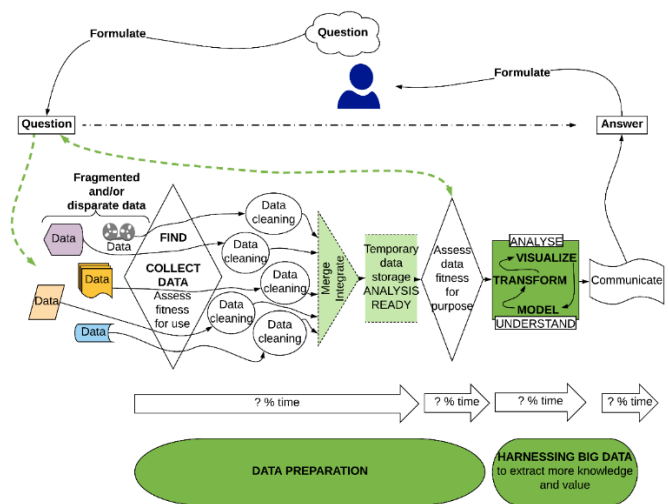 Formulate
Question
Formulate
Question
Answer
Fragmented
and/or
disparate data
Data
Data
Data
Data
Data
FIND
COLLECT
DATA
Assess
fitness
for use
Data
cleaning
Data
cleaning
Data
cleaning
Data
cleaning
Data
cleaning
Merge
Integrate
Temporary
data
storage
ANALYSIS
READY
Assess
data
fitness
for
purpose
ANALYSE
VISUALIZE
TRANSFORM
MODEL
UNDERSTAND
Communicate
? % time
? % time
? % time
? % time
DATA PREPARATION
HARNESSING BIG DATA
to extract more knowledge
and value